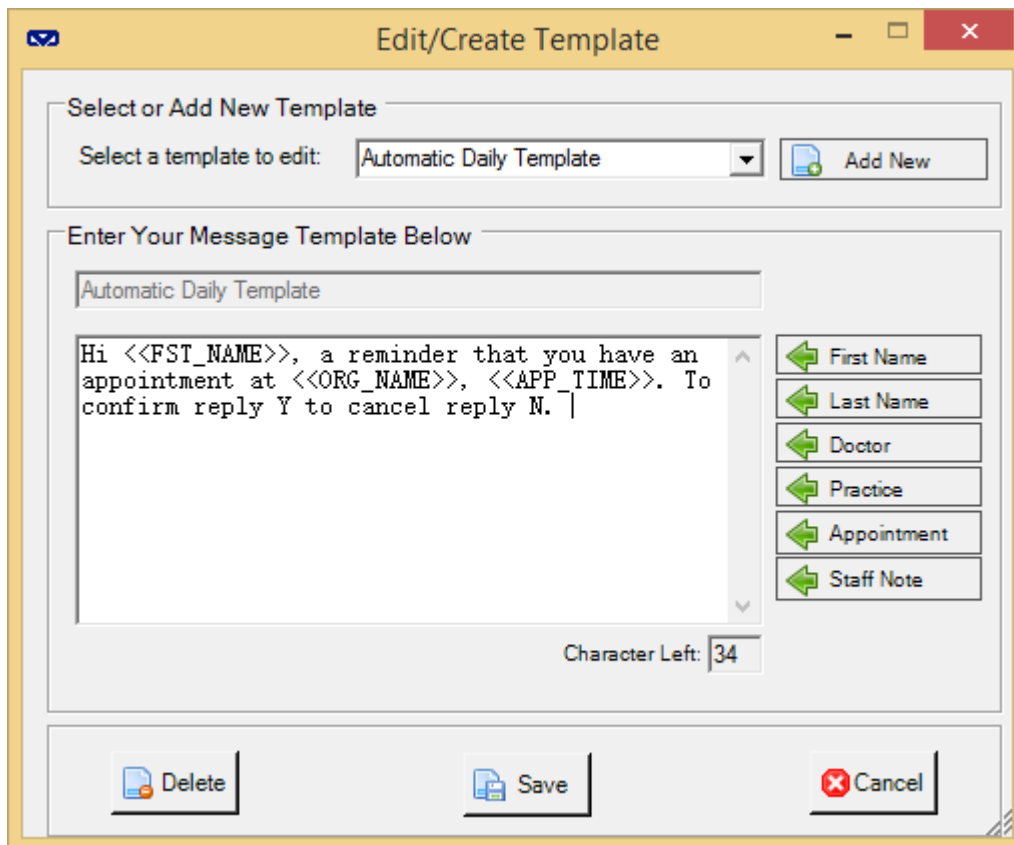 Edit/Create Template
Select or Add New Template
Select a template to edit:
Automatic Daily Template
Add New
Enter Your Message Template Below
Automatic Daily Template
Hi <<FST_NAME>>, a reminder that you have an
appointment at <<ORG_NAME>>, <<APP_TIME>>. To
confirm reply Y to cancel reply N.
First Name
Last Name
Doctor
Practice
Appointment
Staff Note
Character Left: 34
Delete
Save
Cancel